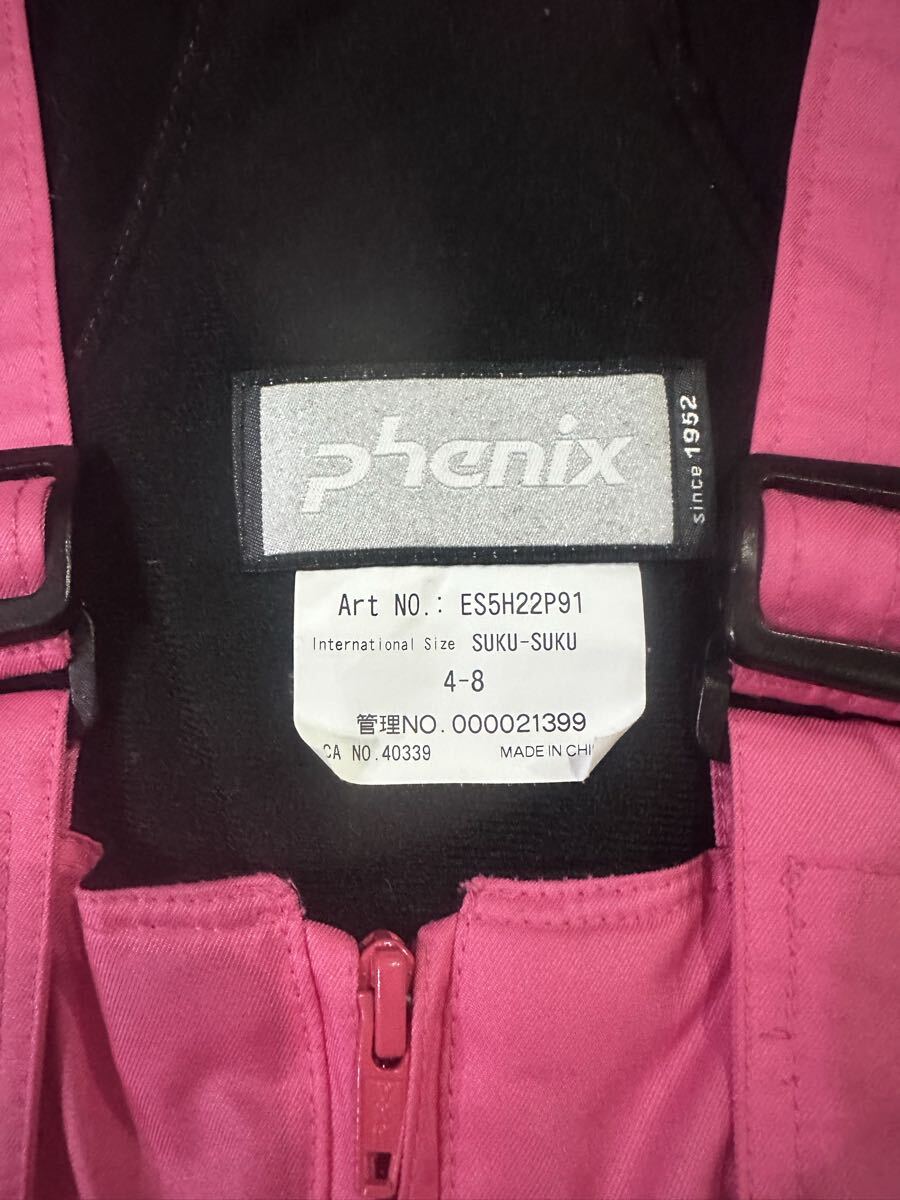 phenix
since 1952
Art NO.: ES5H22P91
International Size SUKU-SUKU
4-8
管理NO. 000021399
CA NO. 40339 MADE IN CHI